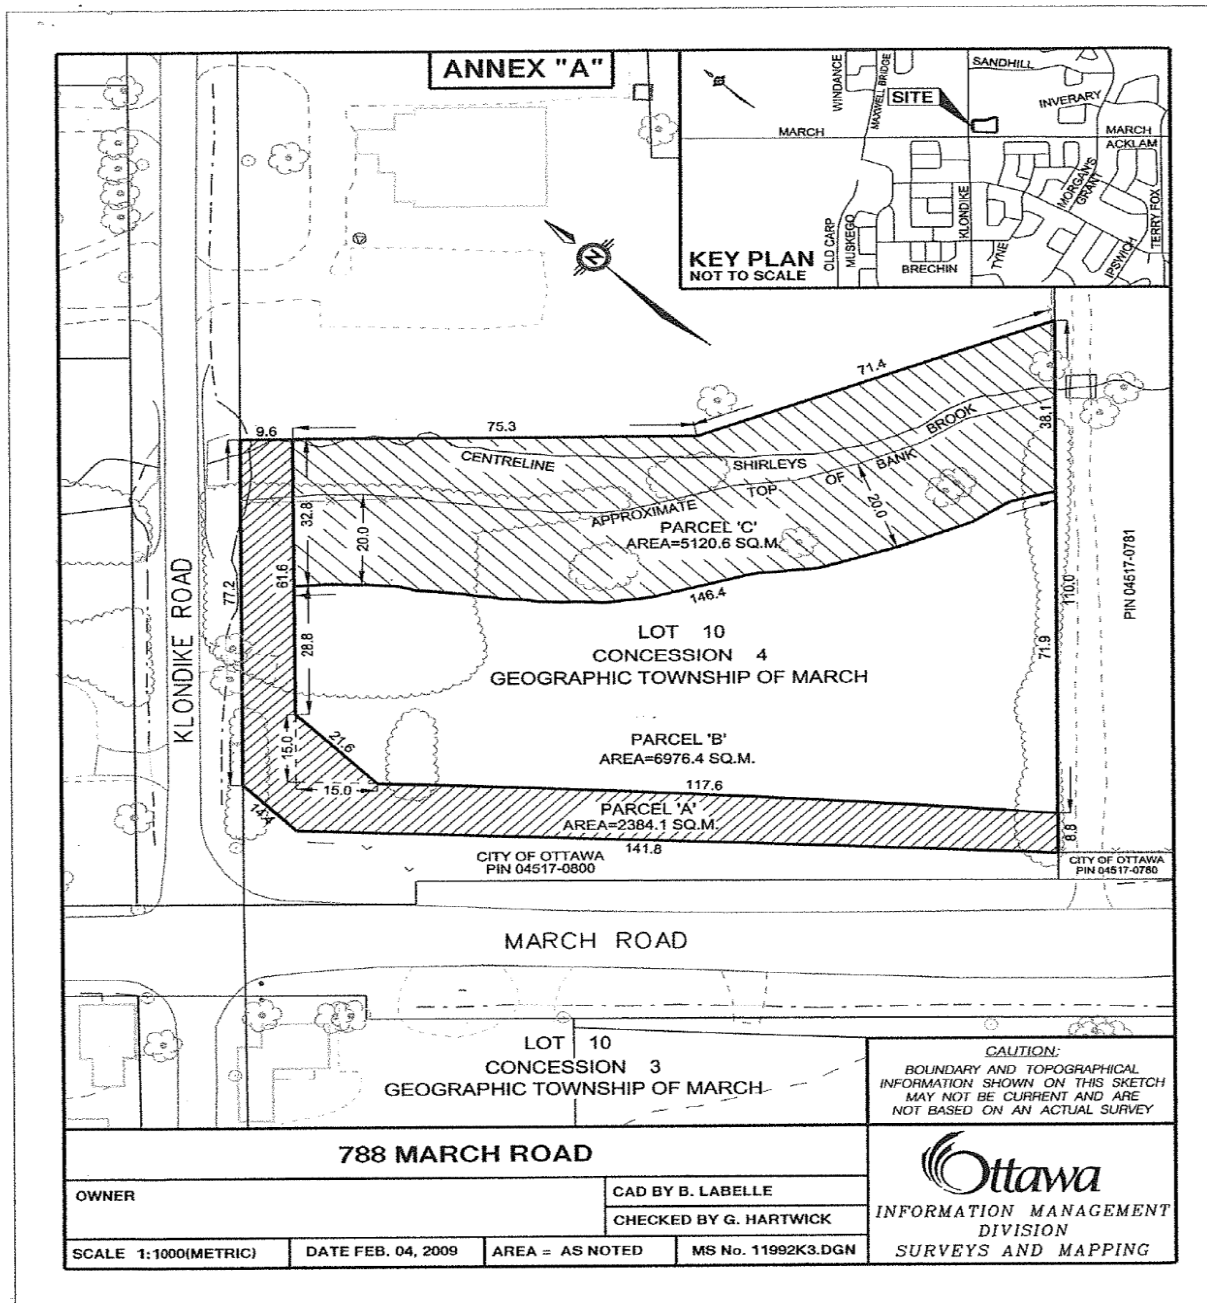 ANNEX "A"
WINDANCE
MAXWELL BRIDGE
SANDHILL
INVERARY
SITE
MARCH
MARCH
ACKLAM
MORGAN'S
GRANT
KLONDIKE
TERRY FOX
OLD CARP
MUSKEGO
TYNE
IPSWICH
BRECHIN
KEY PLAN
NOT TO SCALE
N
71.4
9.6
75.3
38.1
CENTRELINE SHIRLEYS BROOK
APPROXIMATE TOP OF BANK
32.8
20.0
20.0
PARCEL 'C'
AREA=5120.6 SQ.M.
146.4
77.2
61.6
28.8
110.0
71.9
PIN 04517-0781
KLONDIKE ROAD
LOT 10
CONCESSION 4
GEOGRAPHIC TOWNSHIP OF MARCH
21.6
15.0
15.0
PARCEL 'B'
AREA=6976.4 SQ.M.
117.6
PARCEL 'A'
AREA=2384.1 SQ.M.
14.4
141.8
8.8
CITY OF OTTAWA
PIN 04517-0800
CITY OF OTTAWA
PIN 04517-0780
MARCH ROAD
LOT 10
CONCESSION 3
GEOGRAPHIC TOWNSHIP OF MARCH
CAUTION:
BOUNDARY AND TOPOGRAPHICAL
INFORMATION SHOWN ON THIS SKETCH
MAY NOT BE CURRENT AND ARE
NOT BASED ON AN ACTUAL SURVEY
788 MARCH ROAD
OWNER
CAD BY B. LABELLE
CHECKED BY G. HARTWICK
SCALE 1:1000(METRIC)
DATE FEB. 04, 2009
AREA = AS NOTED
MS No. 11992K3.DGN
Ottawa
INFORMATION MANAGEMENT
DIVISION
SURVEYS AND MAPPING